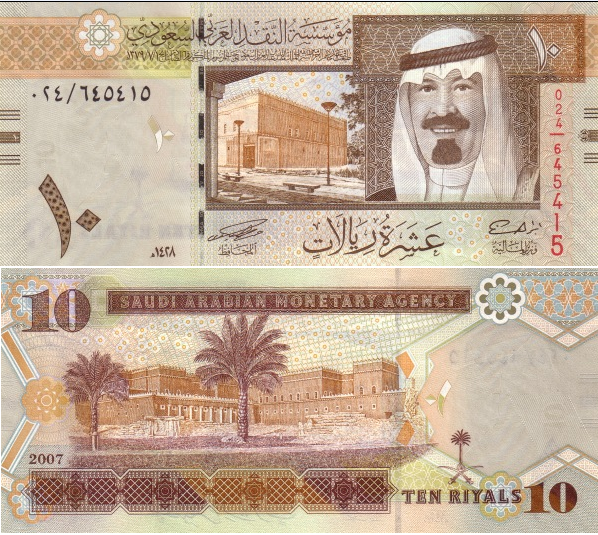 مؤسسة النقد العربي السعودي
١٠
٠٢٤/٦٤٥٤١٥
١٠
024/645415
١٠
عشرة ريالات
١٤٢٨هـ
المحافظ
وزير المالية
10
SAUDI ARABIAN MONETARY AGENCY
2007
TEN RIYALS 10